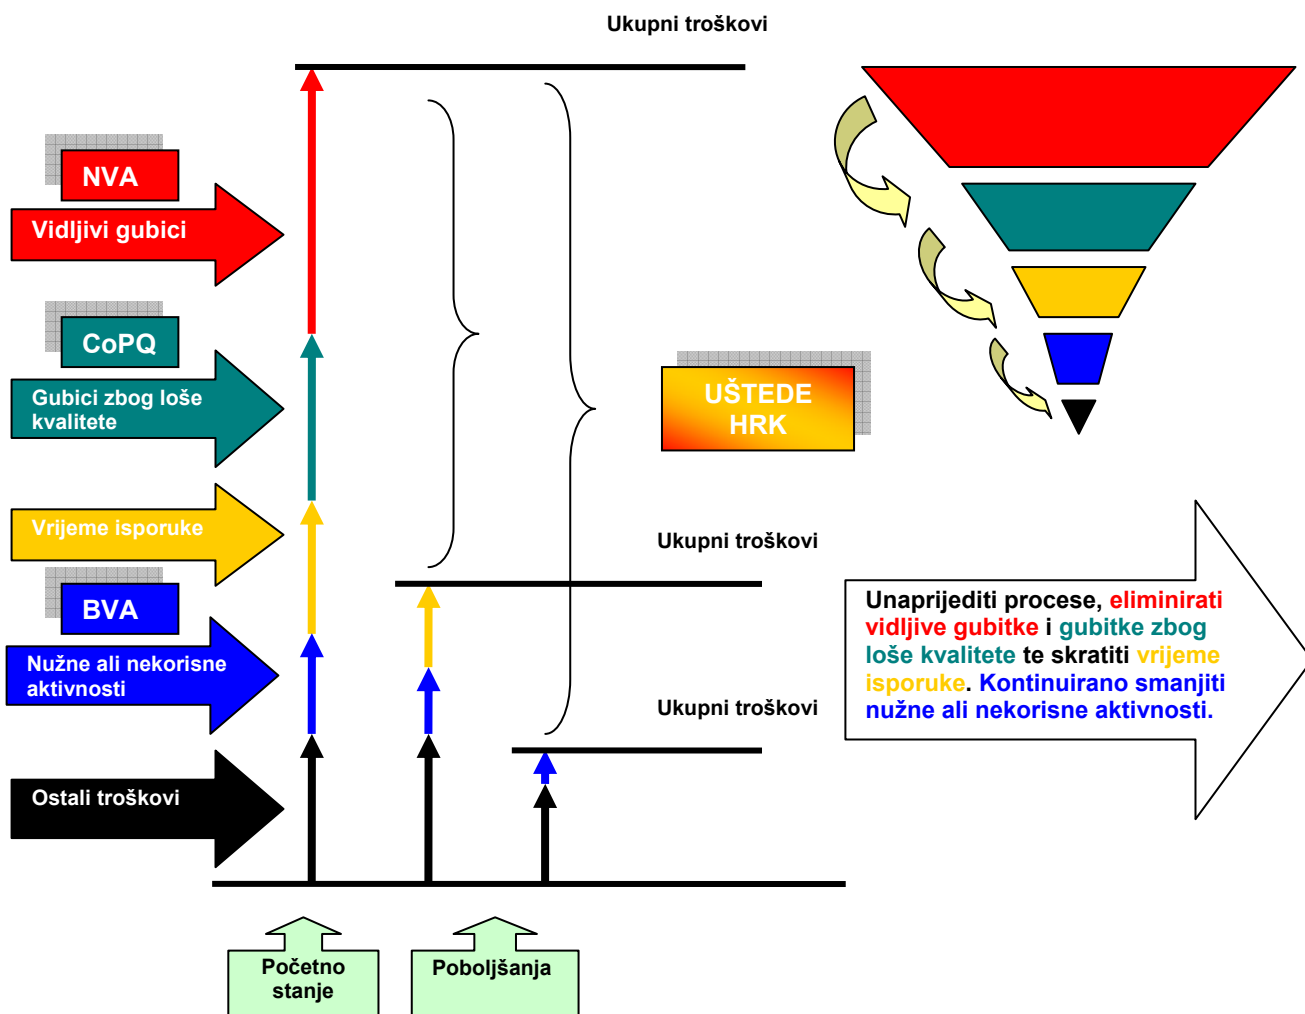 Ukupni troškovi
NVA
Vidljivi gubici
CoPQ
Gubici zbog loše
kvalitete
UŠTEDE
HRK
Vrijeme isporuke
Ukupni troškovi
BVA
Nužne ali nekorisne
aktivnosti
Unaprijediti procese, eliminirati
vidljive gubitke i gubitke zbog
loše kvalitete te skratiti vrijeme
isporuke. Kontinuirano smanjiti
nužne ali nekorisne aktivnosti.
Ukupni troškovi
Ostali troškovi
Početno
stanje
Poboljšanja